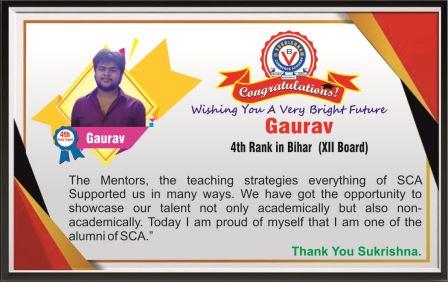 Congratulations!
Wishing You A Very Bright Future
Gaurav
4th Rank in Bihar (XII Board)
4th
Gaurav
The Mentors, the teaching strategies everything of SCA
Supported us in many ways. We have got the opportunity to
showcase our talent not only academically but also non-
academically. Today I am proud of myself that I am one of the
alumni of SCA.”
Thank You Sukrishna.